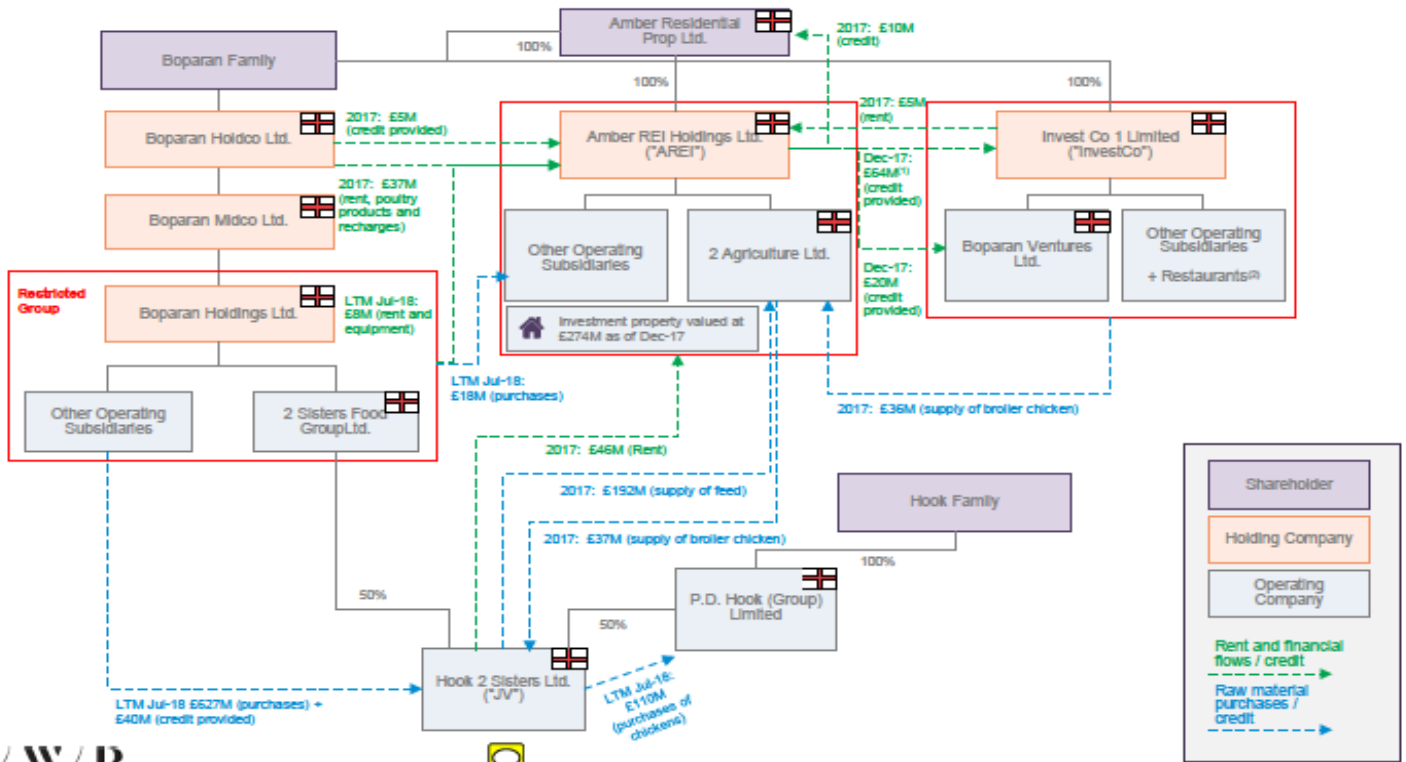 Amber Residential
Prop Ltd.
2017: £10M
(credit)
Boparan Family
100%
100%
100%
Boparan Holdco Ltd.
2017: £5M
(credit provided)
Amber REI Holdings Ltd.
("AREI")
2017: £5M
(rent)
Invest Co 1 Limited
("InvestCo")
2017: £37M
(rent, poultry
products and
recharges)
Dec-17:
£64M(1)
(credit
provided)
Boparan Midco Ltd.
Other Operating
Subsidiaries
2 Agriculture Ltd.
Boparan Ventures
Ltd.
Other Operating
Subsidiaries
+ Restaurants(2)
Dec-17:
£20M
(credit
provided)
Restricted
Group
Boparan Holdings Ltd.
LTM Jul-18:
£8M (rent and
equipment)
Investment property valued at
£274M as of Dec-17
LTM Jul-18:
£18M (purchases)
2017: £36M (supply of broiler chicken)
Other Operating
Subsidiaries
2 Sisters Food
GroupLtd.
2017: £46M (Rent)
2017: £192M (supply of feed)
Hook Family
2017: £37M (supply of broiler chicken)
100%
P.D. Hook (Group)
Limited
50%
50%
Hook 2 Sisters Ltd.
("JV")
LTM Jul-18:
£110M
(purchases of
chickens)
LTM Jul-18 £627M (purchases) +
£40M (credit provided)
Shareholder
Holding Company
Operating
Company
Rent and financial
flows / credit
Raw material
purchases /
credit